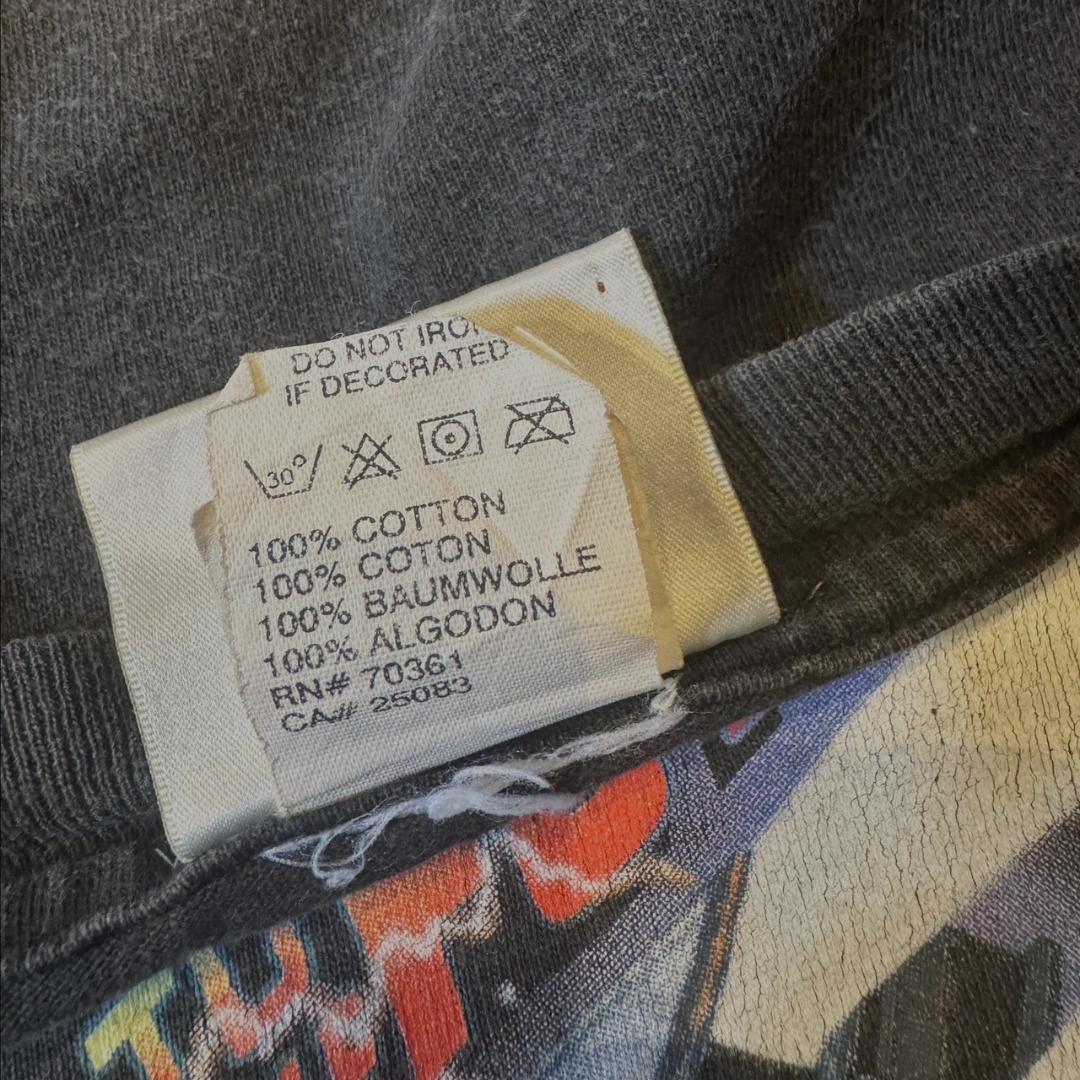 DO NOT IRON
IF DECORATED
30°
100% COTTON
100% COTON
100% BAUMWOLLE
100% ALGODON
RN# 70361
CA# 25083